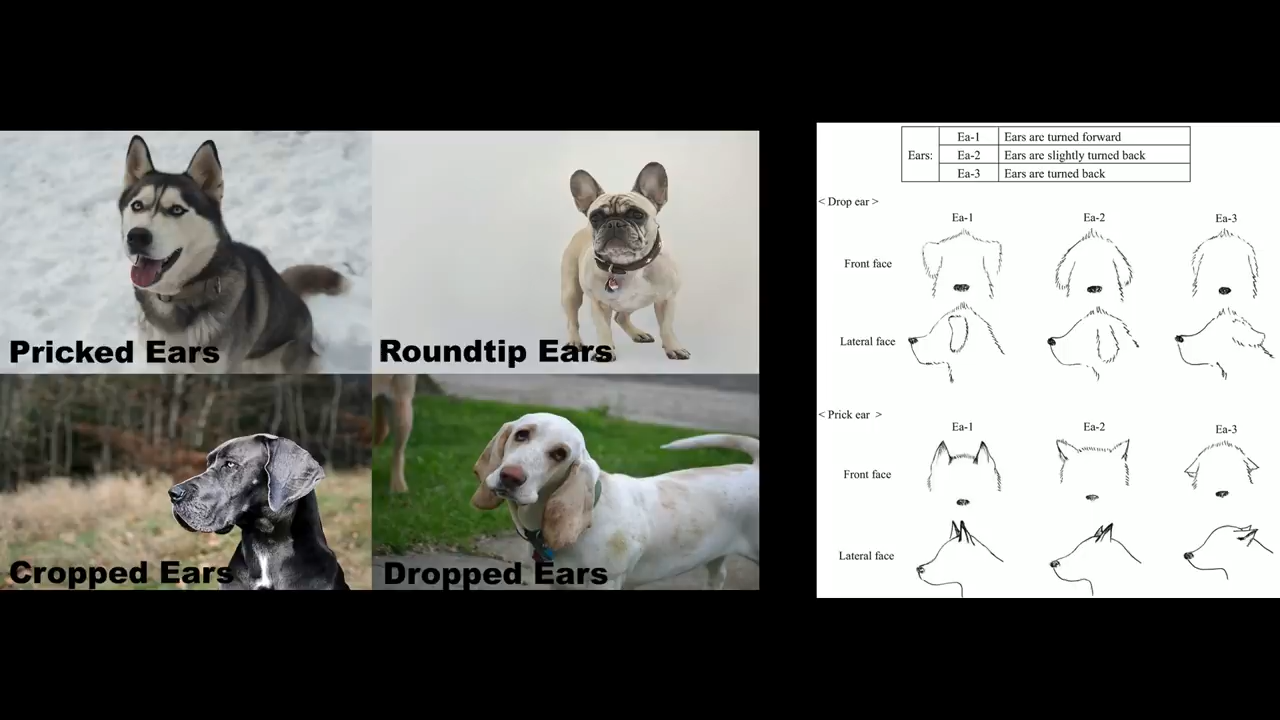 Pricked Ears
Roundtip Ears
Cropped Ears
Dropped Ears
Ears:
Ea-1 Ears are turned forward
Ea-2 Ears are slightly turned back
Ea-3 Ears are turned back
< Drop ear >
Ea-1 Ea-2 Ea-3
Front face
Lateral face
< Prick ear >
Ea-1 Ea-2 Ea-3
Front face
Lateral face